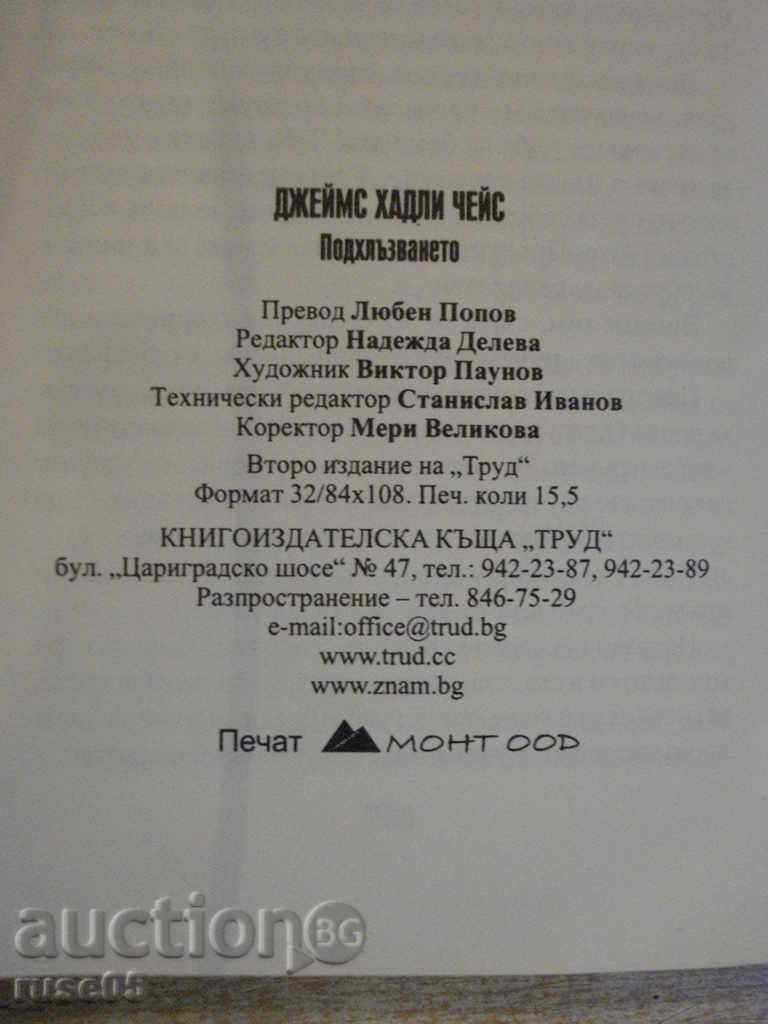 ДЖЕЙМС ХАДЛИ ЧЕЙС
Подхлъзването
Превод Любен Попов
Редактор Надежда Делева
Художник Виктор Паунов
Технически редактор Станислав Иванов
Коректор Мери Великова
Второ издание на „Труд“
Формат 32/84х108. Печ. коли 15,5
КНИГОИЗДАТЕЛСКА КЪЩА „ТРУД“
бул. „Цариградско шосе“ № 47, тел.: 942-23-87, 942-23-89
Разпространение – тел. 846-75-29
e-mail:office@trud.bg
www.trud.cc
www.znam.bg
Печат МОНТ ООД
auction BG
ruse05